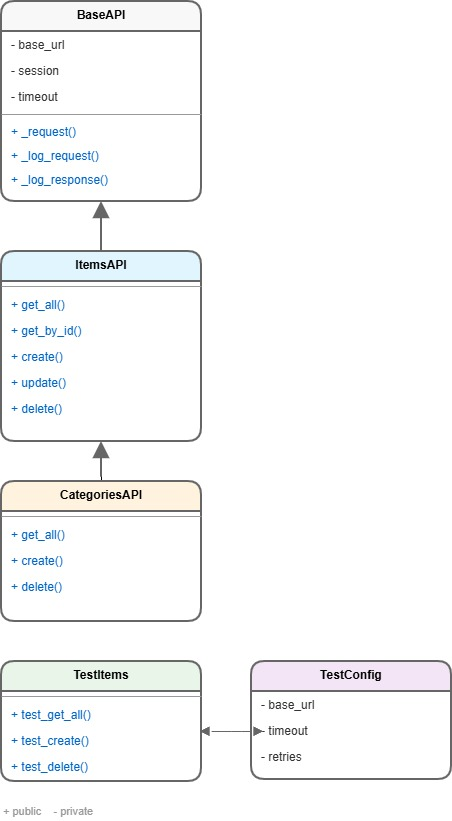 BaseAPI
- base_url
- session
- timeout
+ _request()
+ _log_request()
+ _log_response()
ItemsAPI
+ get_all()
+ get_by_id()
+ create()
+ update()
+ delete()
CategoriesAPI
+ get_all()
+ create()
+ delete()
TestItems
+ test_get_all()
+ test_create()
+ test_delete()
TestConfig
- base_url
- timeout
- retries
+ public - private